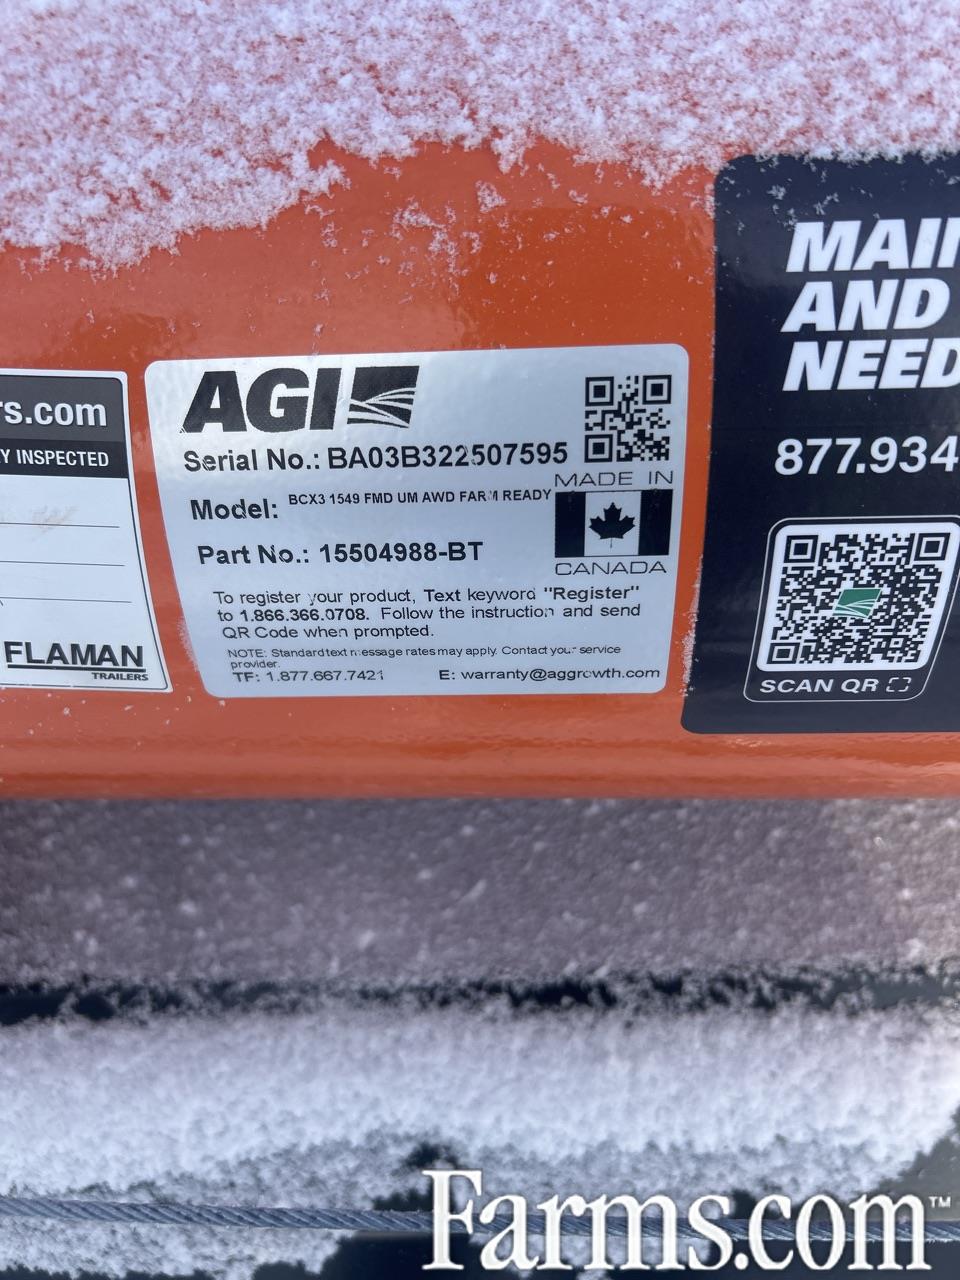 s.com
Y INSPECTED
FLAMAN
TRAILERS
AGI
Serial No.: BA03B322507595
Model: BCX3 1549 FMD UM AWD FARM READY
Part No.: 15504988-BT
MADE IN
CANADA
To register your product, Text keyword "Register"
to 1.866.366.0708. Follow the instruction and send
QR Code when prompted.
NOTE: Standard text message rates may apply. Contact your service
provider.
TF: 1.877.667.7421 E: warranty@aggrowth.com
AND
NEED
877.934
SCAN QR
Farms.com™